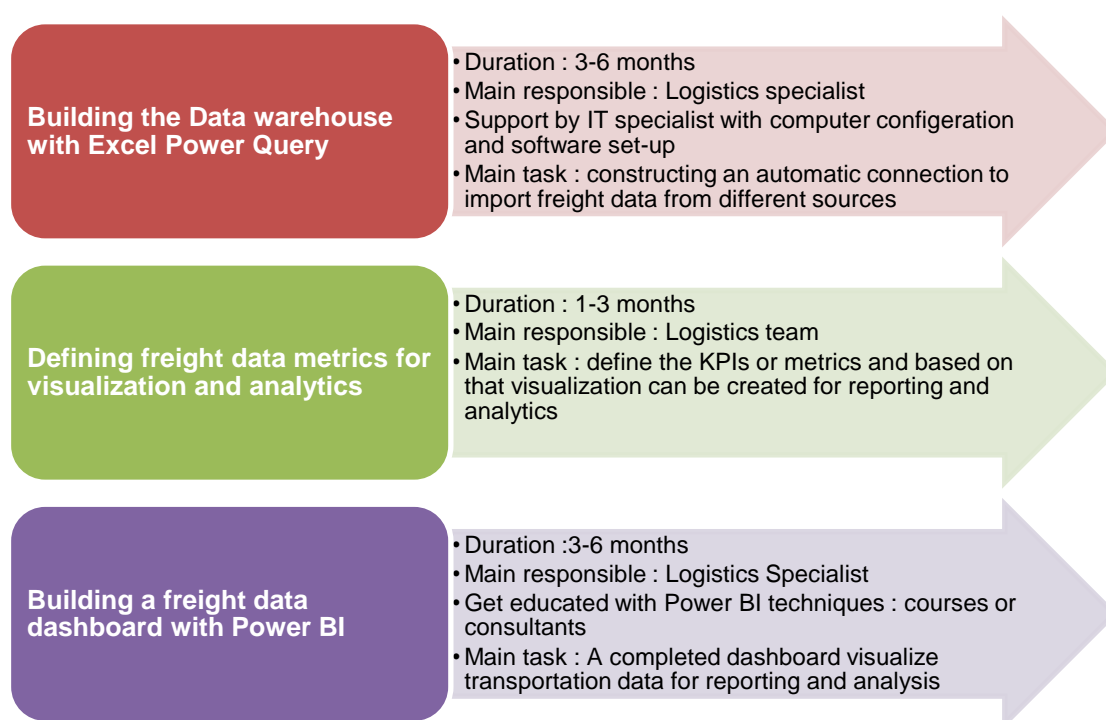 Building the Data warehouse
with Excel Power Query
• Duration : 3-6 months
• Main responsible : Logistics specialist
• Support by IT specialist with computer configeration
and software set-up
• Main task : constructing an automatic connection to
import freight data from different sources
Defining freight data metrics for
visualization and analytics
• Duration : 1-3 months
• Main responsible : Logistics team
• Main task : define the KPIs or metrics and based on
that visualization can be created for reporting and
analytics
Building a freight data
dashboard with Power BI
• Duration :3-6 months
• Main responsible : Logistics Specialist
• Get educated with Power BI techniques : courses or
consultants
• Main task : A completed dashboard visualize
transportation data for reporting and analysis